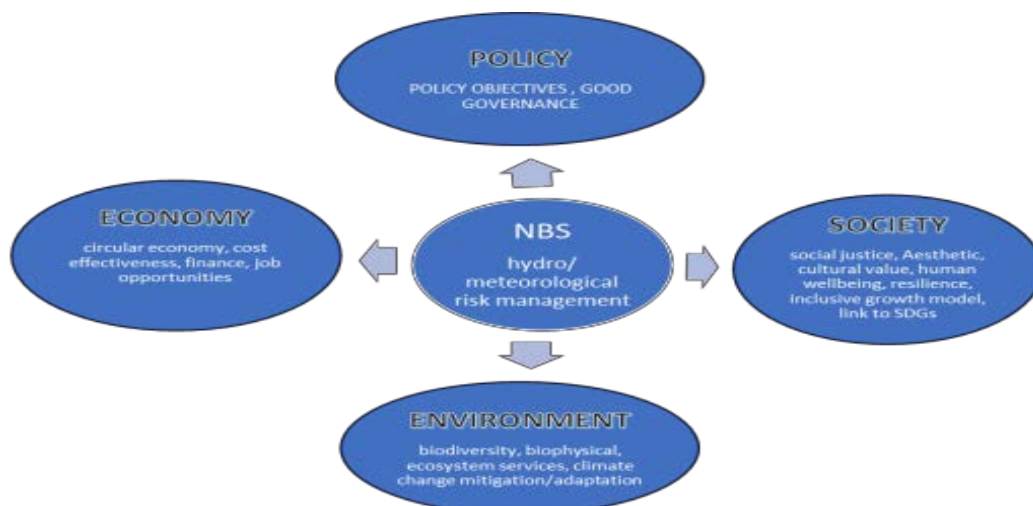 POLICY
POLICY OBJECTIVES , GOOD
GOVERNANCE
ECONOMY
circular economy, cost
effectiveness, finance, job
opportunities
NBS
hydro/
meteorological
risk management
SOCIETY
social justice, Aesthetic,
cultural value, human
wellbeing, resilience,
inclusive growth model,
link to SDGs
ENVIRONMENT
biodiversity, biophysical,
ecosystem services, climate
change mitigation/adaptation